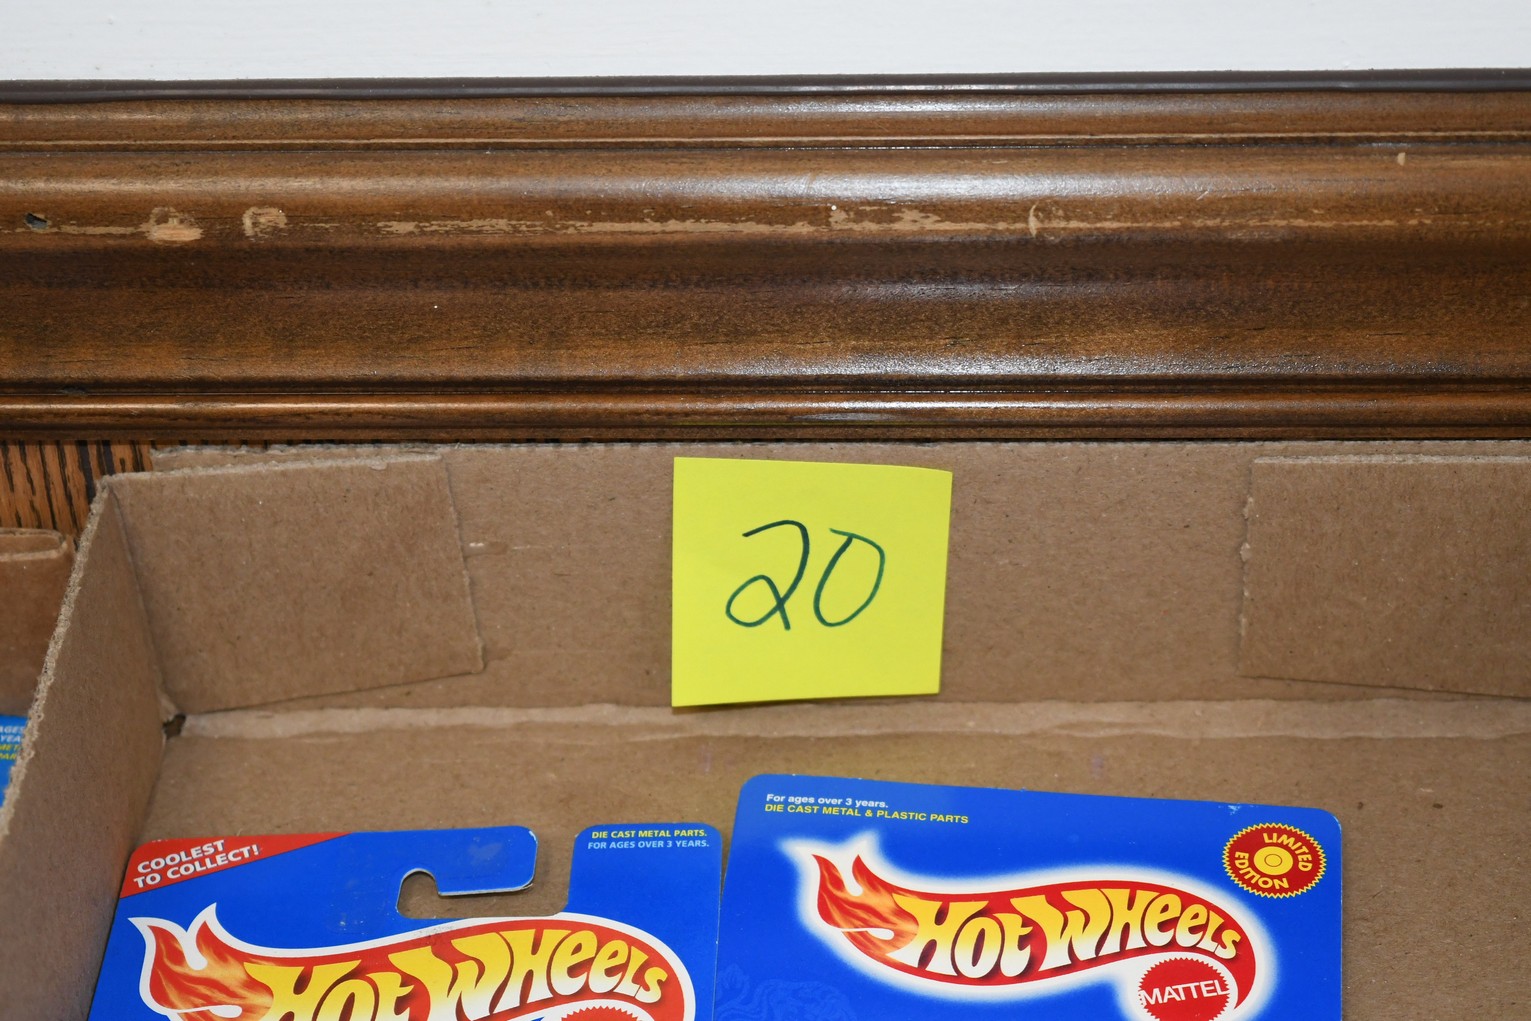 20
COOLEST
TO COLLECT!
DIE CAST METAL PARTS.
FOR AGES OVER 3 YEARS.
HOT WHEELS
For ages over 3 years.
DIE CAST METAL & PLASTIC PARTS
LIMITED
EDITION
HOT WHEELS
MATTEL